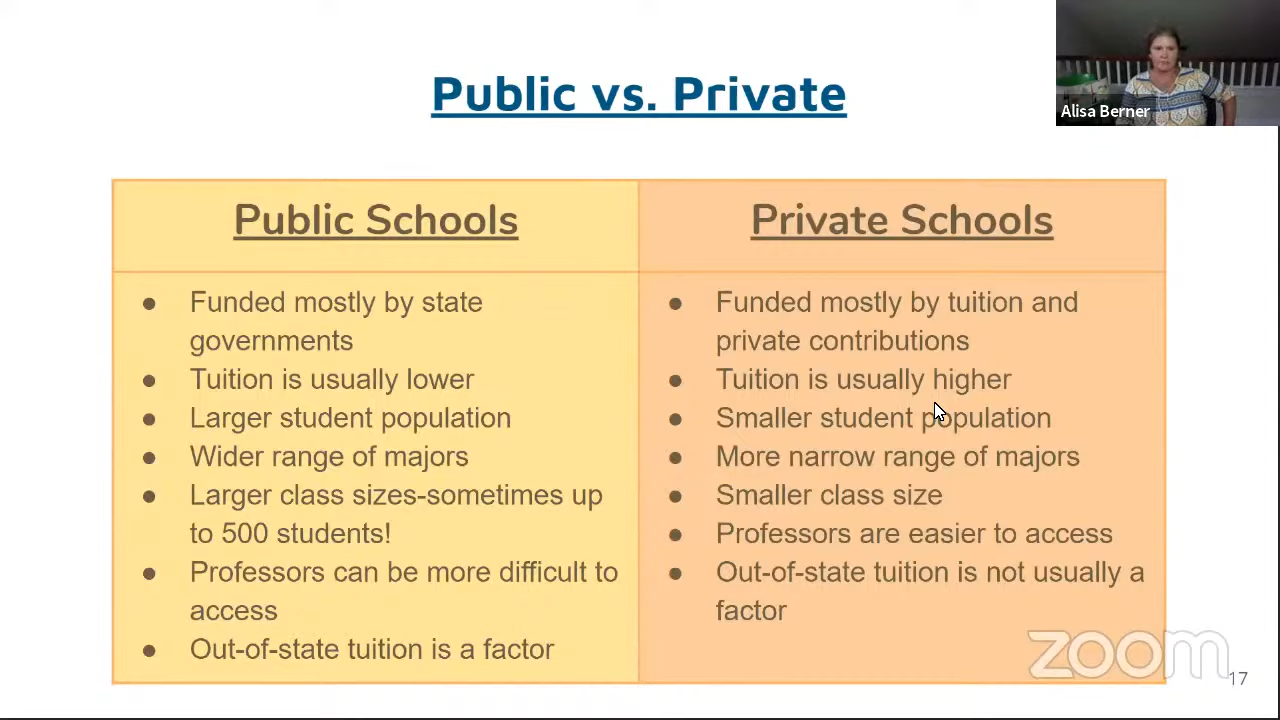 Public vs. Private
Alisa Berner
Public Schools
Private Schools
● Funded mostly by state
governments
● Tuition is usually lower
● Larger student population
● Wider range of majors
● Larger class sizes-sometimes up
to 500 students!
● Professors can be more difficult to
access
● Out-of-state tuition is a factor
● Funded mostly by tuition and
private contributions
● Tuition is usually higher
● Smaller student population
● More narrow range of majors
● Smaller class size
● Professors are easier to access
● Out-of-state tuition is not usually a
factor
zoom
17